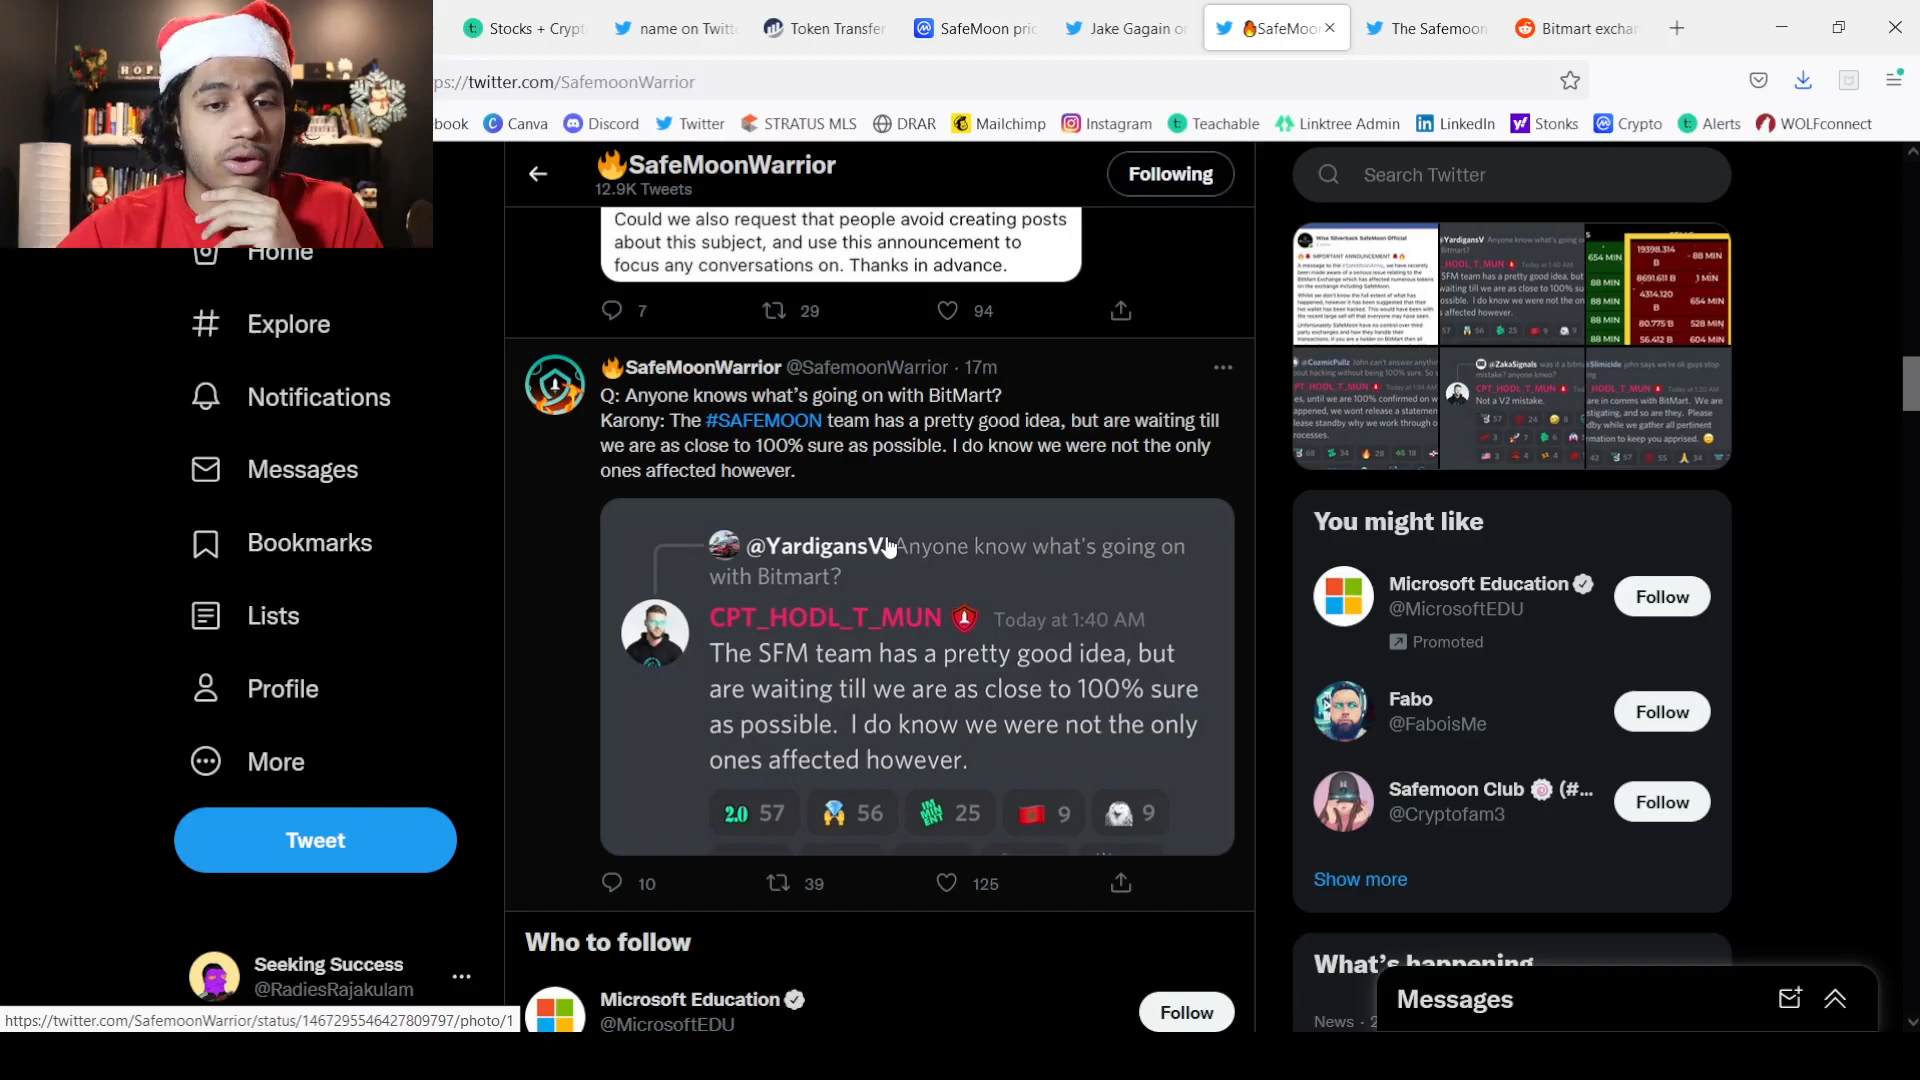 Stocks + Crypt
name on Twitt
Token Transfer
SafeMoon pric
Jake Gagain or
🔥SafeMoon
The Safemoon
Bitmart exchan
ps://twitter.com/SafemoonWarrior
book
Canva
Discord
Twitter
STRATUS MLS
DRAR
Mailchimp
Instagram
Teachable
Linktree Admin
LinkedIn
Stonks
Crypto
Alerts
WOLFconnect
🔥SafeMoonWarrior
12.9K Tweets
Following
Search Twitter
Home
Explore
Notifications
Messages
Bookmarks
Lists
Profile
More
Tweet
Seeking Success
@RadiesRajakulam
https://twitter.com/SafemoonWarrior/status/1467295546427809797/photo/1
Could we also request that people avoid creating posts
about this subject, and use this announcement to
focus any conversations on. Thanks in advance.
7 29 94
🔥SafeMoonWarrior @SafemoonWarrior · 17m
Q: Anyone knows what's going on with BitMart?
Karony: The #SAFEMOON team has a pretty good idea, but are waiting till
we are as close to 100% sure as possible. I do know we were not the only
ones affected however.
Anyone know what's going on
with Bitmart?
CPT_HODL_T_MUN Today at 1:40 AM
The SFM team has a pretty good idea, but
are waiting till we are as close to 100% sure
as possible. I do know we were not the only
ones affected however.
2.0 57 56 25 9 9
10 39 125
Who to follow
Microsoft Education
@MicrosoftEDU
Follow
You might like
Microsoft Education
@MicrosoftEDU
Promoted
Follow
Fabo
@FaboisMe
Follow
Safemoon Club (#...
@Cryptofam3
Follow
Show more
What's happening
News · 2
Messages